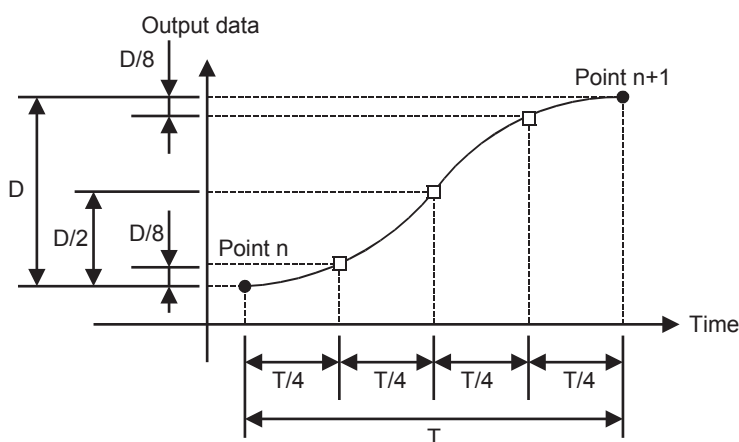 Output data
D/8
Point n+1
D
D/2
D/8
Point n
Time
T/4
T/4
T/4
T/4
T